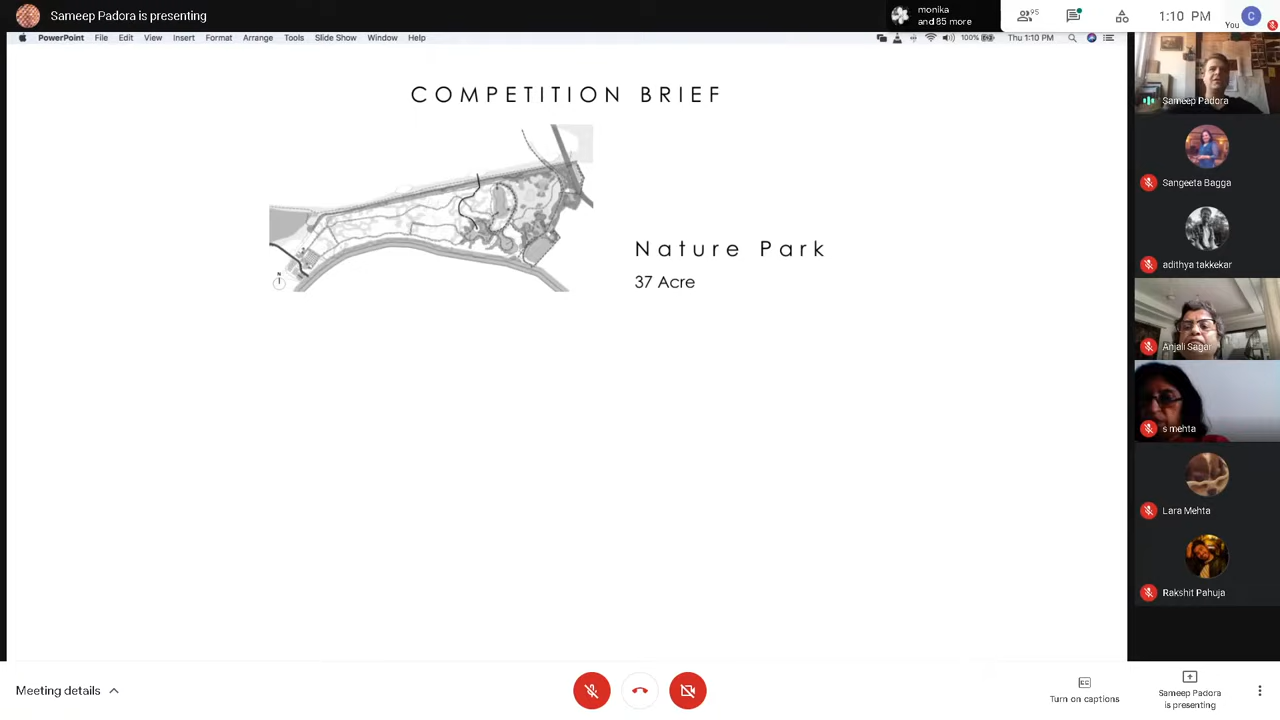 Sameep Padora is presenting
monika
and 85 more
95
1:10 PM
You
C
PowerPoint File Edit View Insert Format Arrange Tools Slide Show Window Help
100% Thu 1:10 PM
COMPETITION BRIEF
N
Nature Park
37 Acre
Sameep Padora
Sangeeta Bagga
adithya takkekar
Anjali Sagar
s mehta
Lara Mehta
Rakshit Pahuja
Meeting details
Turn on captions
Sameep Padora
is presenting